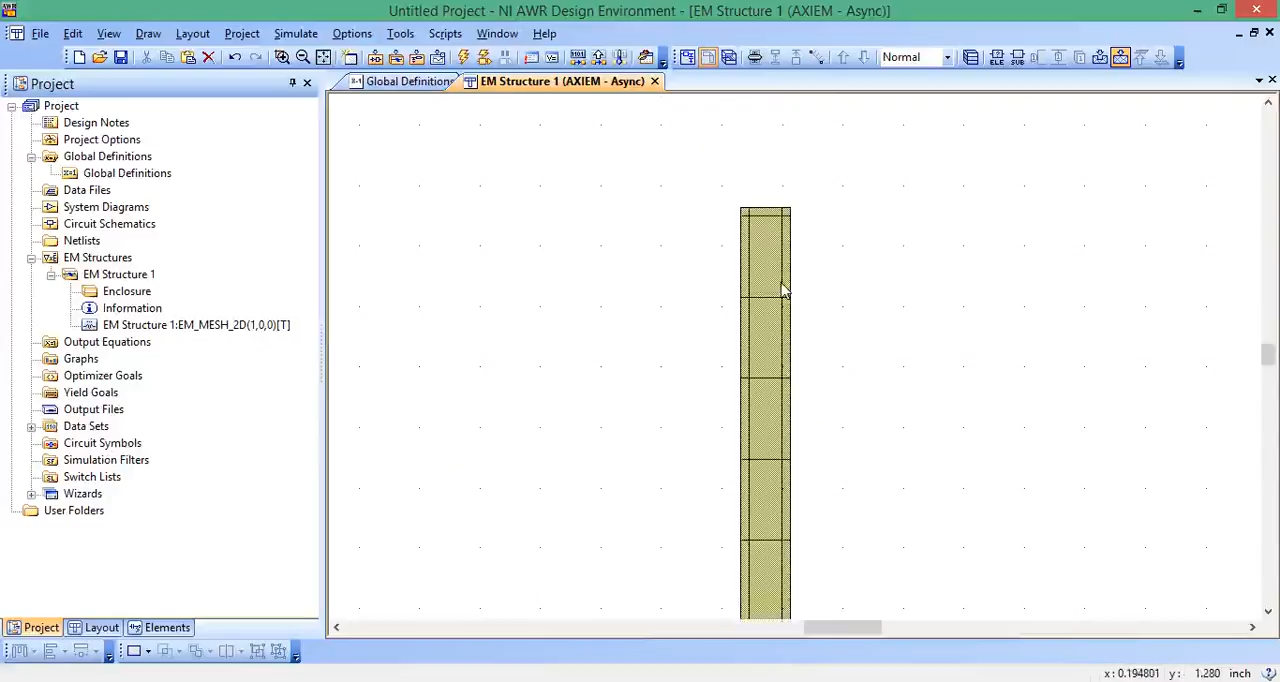 Untitled Project - NI AWR Design Environment - [EM Structure 1 (AXIEM - Async)]
File Edit View Draw Layout Project Simulate Options Tools Scripts Window Help
Normal
Project
Global Definitions
EM Structure 1 (AXIEM - Async)
Project
Design Notes
Project Options
Global Definitions
Global Definitions
Data Files
System Diagrams
Circuit Schematics
Netlists
EM Structures
EM Structure 1
Enclosure
Information
EM Structure 1:EM_MESH_2D(1,0,0)[T]
Output Equations
Graphs
Optimizer Goals
Yield Goals
Output Files
Data Sets
Circuit Symbols
Simulation Filters
Switch Lists
Wizards
User Folders
Project Layout Elements
x: 0.194801 y: 1.280 inch